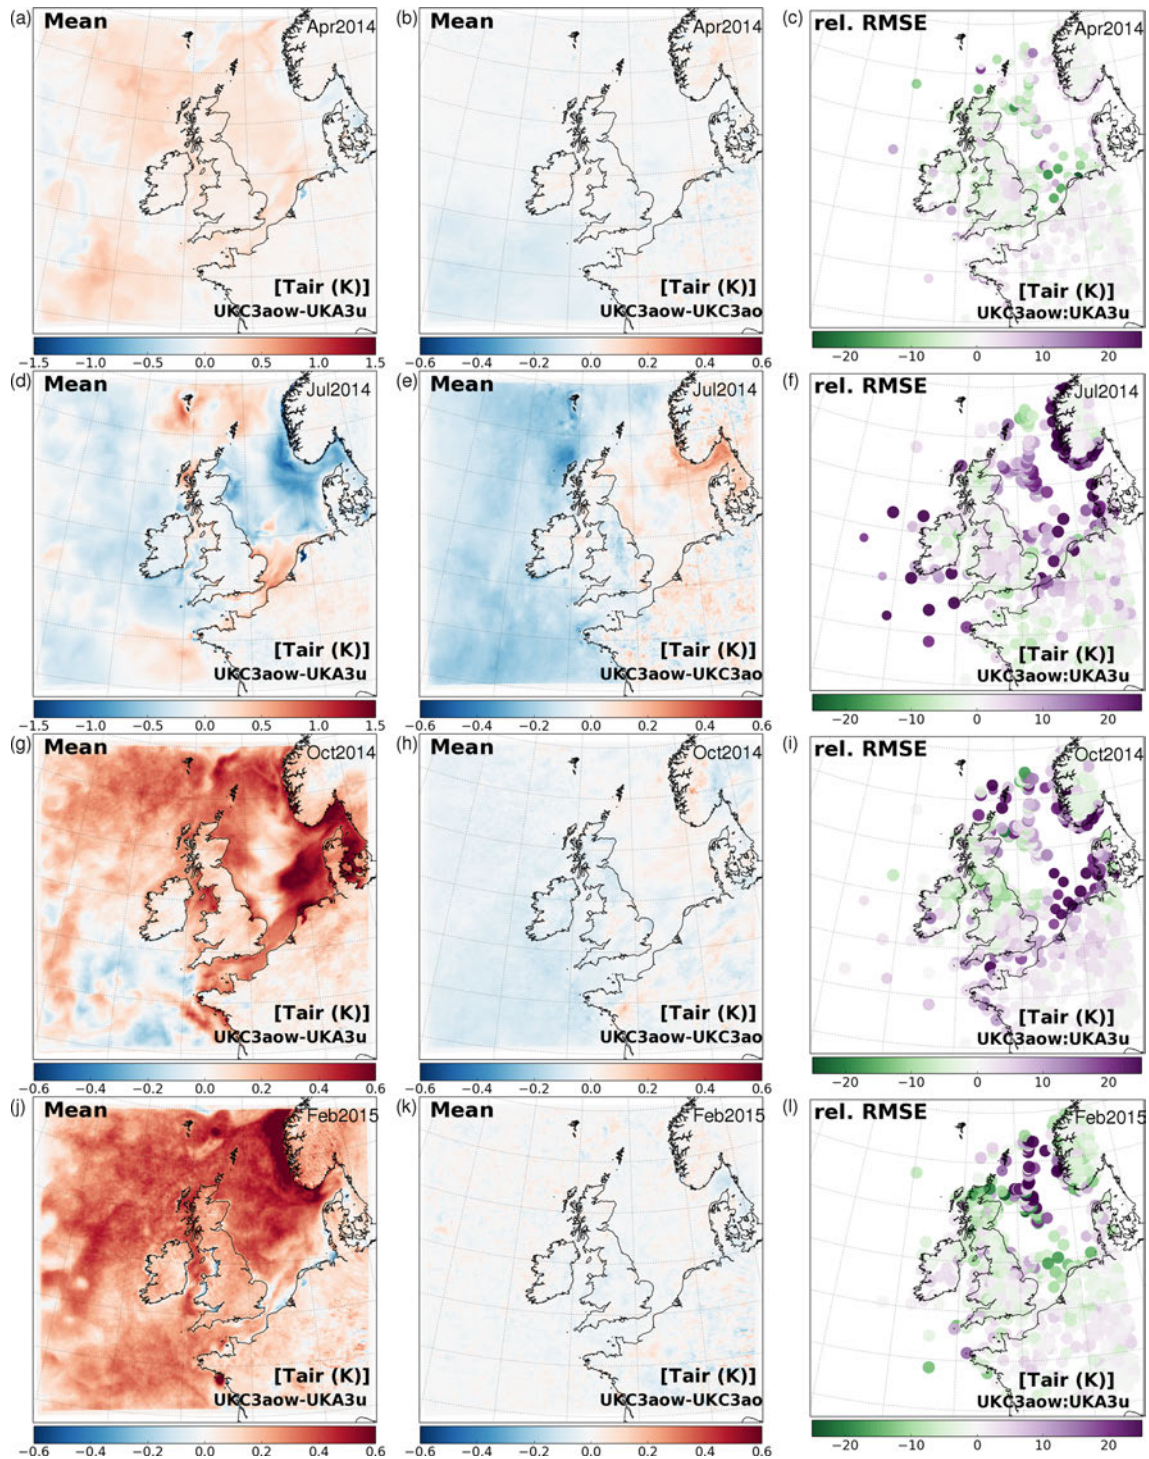 (a) Mean Apr2014
[Tair (K)]
UKC3aow-UKA3u
−1.5 −1.0 −0.5 0.0 0.5 1.0 1.5
(b) Mean Apr2014
[Tair (K)]
UKC3aow-UKC3ao
−0.6 −0.4 −0.2 0.0 0.2 0.4 0.6
(c) rel. RMSE Apr2014
[Tair (K)]
UKC3aow:UKA3u
−20 −10 0 10 20
(d) Mean Jul2014
[Tair (K)]
UKC3aow-UKA3u
−1.5 −1.0 −0.5 0.0 0.5 1.0 1.5
(e) Mean Jul2014
[Tair (K)]
UKC3aow-UKC3ao
−0.6 −0.4 −0.2 0.0 0.2 0.4 0.6
(f) rel. RMSE Jul2014
[Tair (K)]
UKC3aow:UKA3u
−20 −10 0 10 20
(g) Mean Oct2014
[Tair (K)]
UKC3aow-UKA3u
−0.6 −0.4 −0.2 0.0 0.2 0.4 0.6
(h) Mean Oct2014
[Tair (K)]
UKC3aow-UKC3ao
−0.6 −0.4 −0.2 0.0 0.2 0.4 0.6
(i) rel. RMSE Oct2014
[Tair (K)]
UKC3aow:UKA3u
−20 −10 0 10 20
(j) Mean Feb2015
[Tair (K)]
UKC3aow-UKA3u
−0.6 −0.4 −0.2 0.0 0.2 0.4 0.6
(k) Mean Feb2015
[Tair (K)]
UKC3aow-UKC3ao
−0.6 −0.4 −0.2 0.0 0.2 0.4 0.6
(l) rel. RMSE Feb2015
[Tair (K)]
UKC3aow:UKA3u
−20 −10 0 10 20